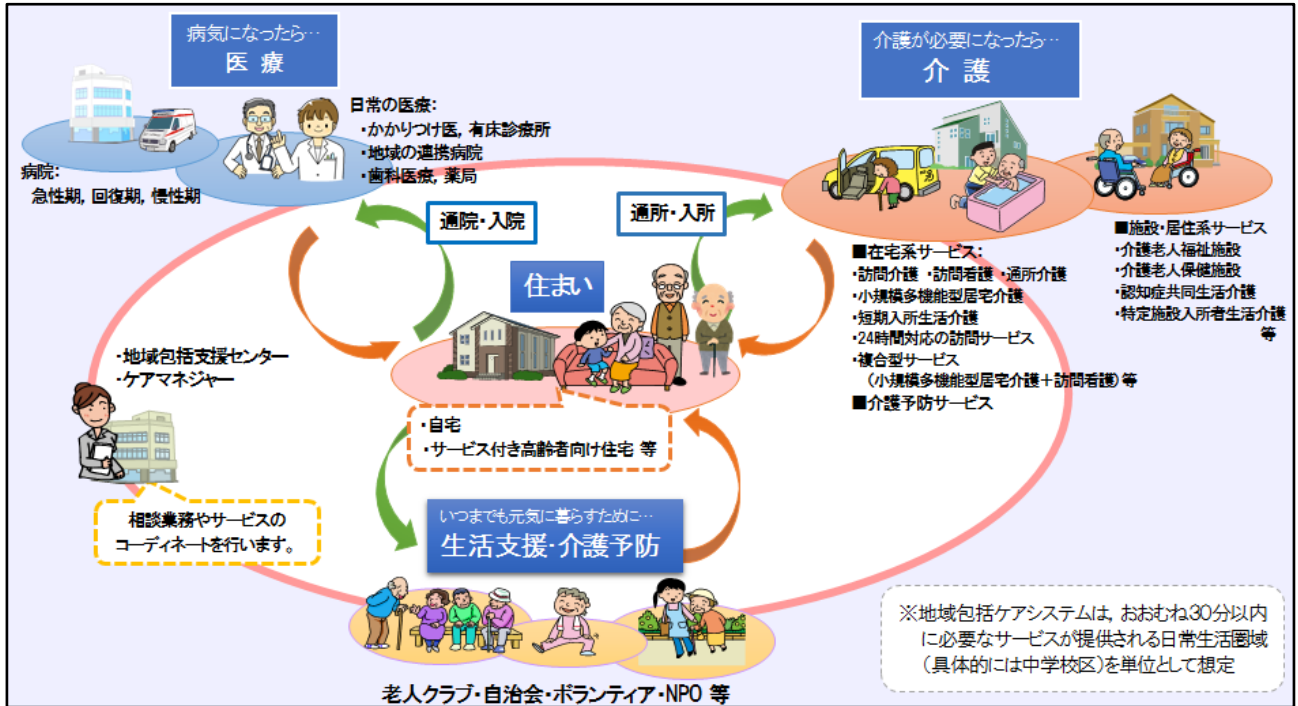 病気になったら…
医療
病院:
急性期, 回復期, 慢性期
日常の医療:
・かかりつけ医, 有床診療所
・地域の連携病院
・歯科医療, 薬局
通院・入院
通所・入所
介護が必要になったら…
介護
■在宅系サービス:
・訪問介護 ・訪問看護 ・通所介護
・小規模多機能型居宅介護
・短期入所生活介護
・24時間対応の訪問サービス
・複合型サービス
(小規模多機能型居宅介護+訪問看護)等
■介護予防サービス
■施設・居住系サービス
・介護老人福祉施設
・介護老人保健施設
・認知症共同生活介護
・特定施設入所者生活介護
等
住まい
・自宅
・サービス付き高齢者向け住宅 等
・地域包括支援センター
・ケアマネジャー
相談業務やサービスの
コーディネートを行います。
いつまでも元気に暮らすために…
生活支援・介護予防
老人クラブ・自治会・ボランティア・NPO 等
※地域包括ケアシステムは, おおむね30分以内
に必要なサービスが提供される日常生活圏域
(具体的には中学校区)を単位として想定